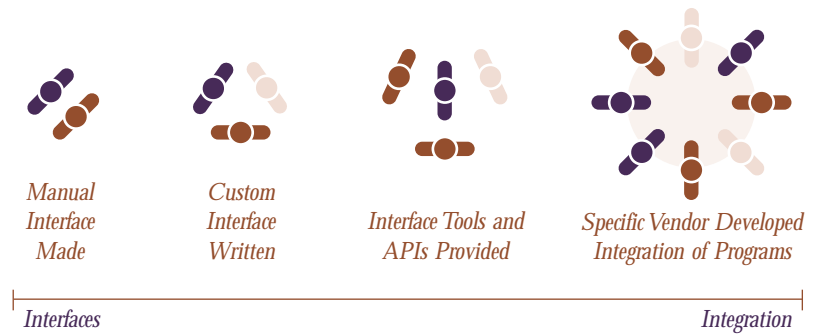 Manual
Interface
Made
Custom
Interface
Written
Interface Tools and
APIs Provided
Specific Vendor Developed
Integration of Programs
Interfaces
Integration